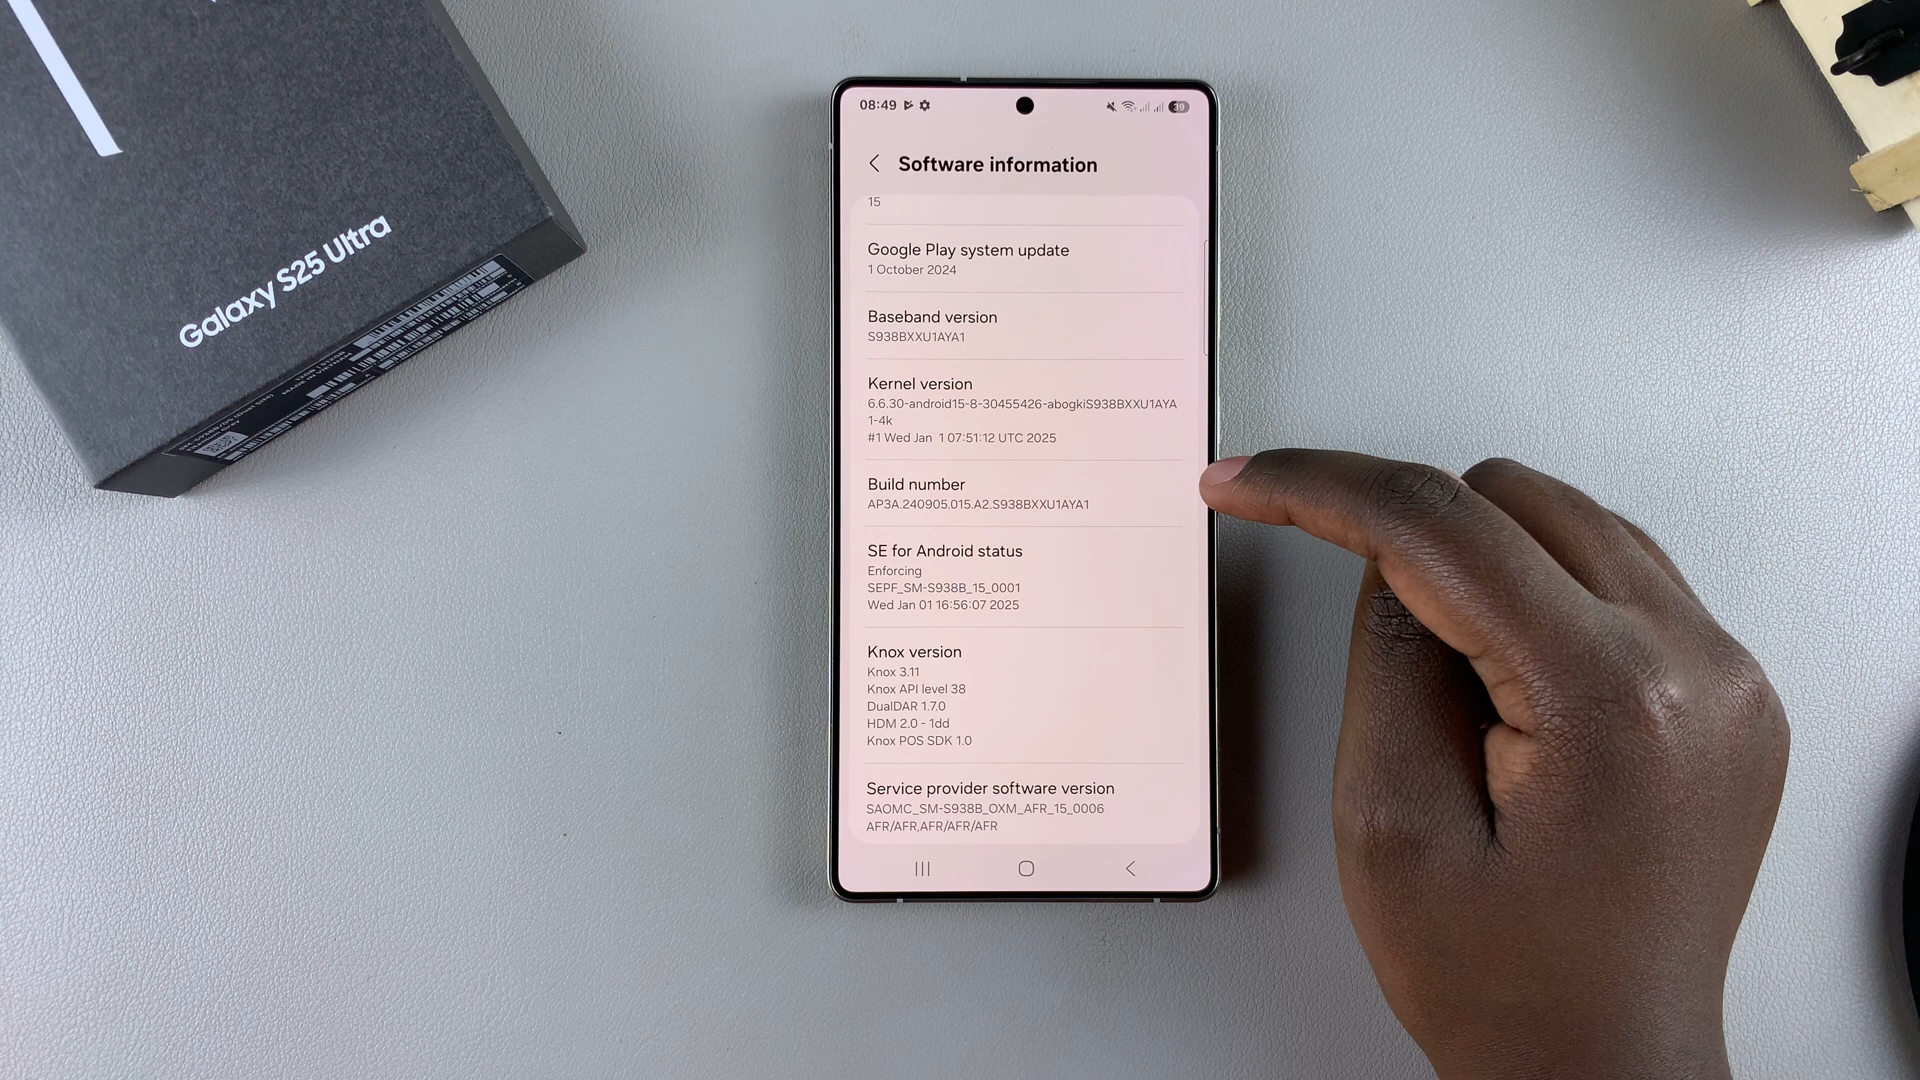 Galaxy S25 Ultra
08:49
39
Software information
15
Google Play system update
1 October 2024
Baseband version
S938BXXU1AYA1
Kernel version
6.6.30-android15-8-30455426-abogkiS938BXXU1AYA
1-4k
#1 Wed Jan 1 07:51:12 UTC 2025
Build number
AP3A.240905.015.A2.S938BXXU1AYA1
SE for Android status
Enforcing
SEPF_SM-S938B_15_0001
Wed Jan 01 16:56:07 2025
Knox version
Knox 3.11
Knox API level 38
DualDAR 1.7.0
HDM 2.0 - 1dd
Knox POS SDK 1.0
Service provider software version
SAOMC_SM-S938B_OXM_AFR_15_0006
AFR/AFR,AFR/AFR/AFR